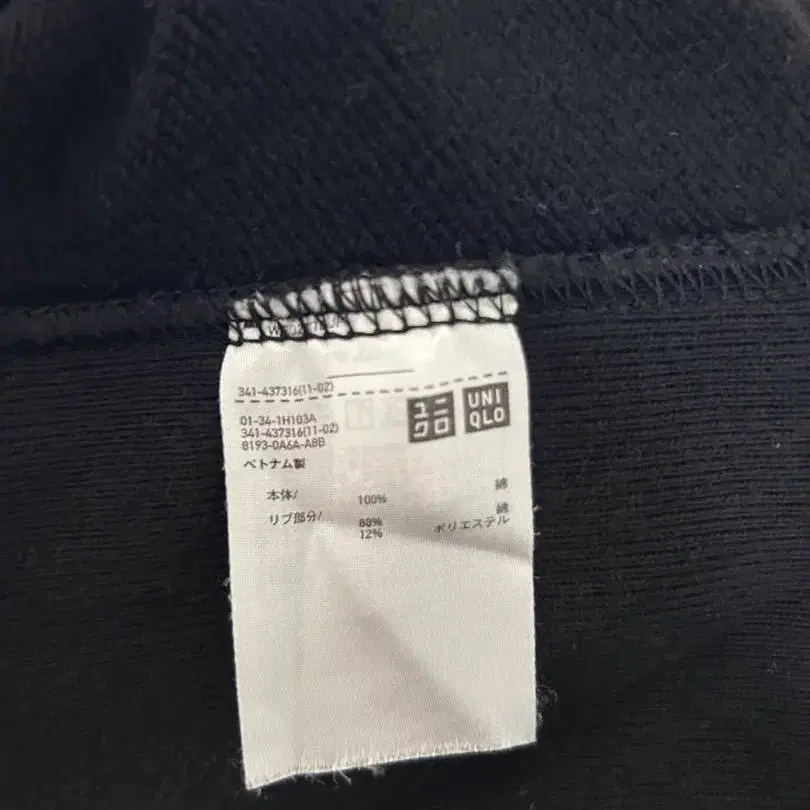 341-437316(11-02)
01-34-1H103A
341-437316(11-02)
8193-0A6A-A8B
ベトナム製
ユニクロ
UNIQLO
本体/ 100% 綿
リブ部分/ 88% 綿
12% ポリエステル